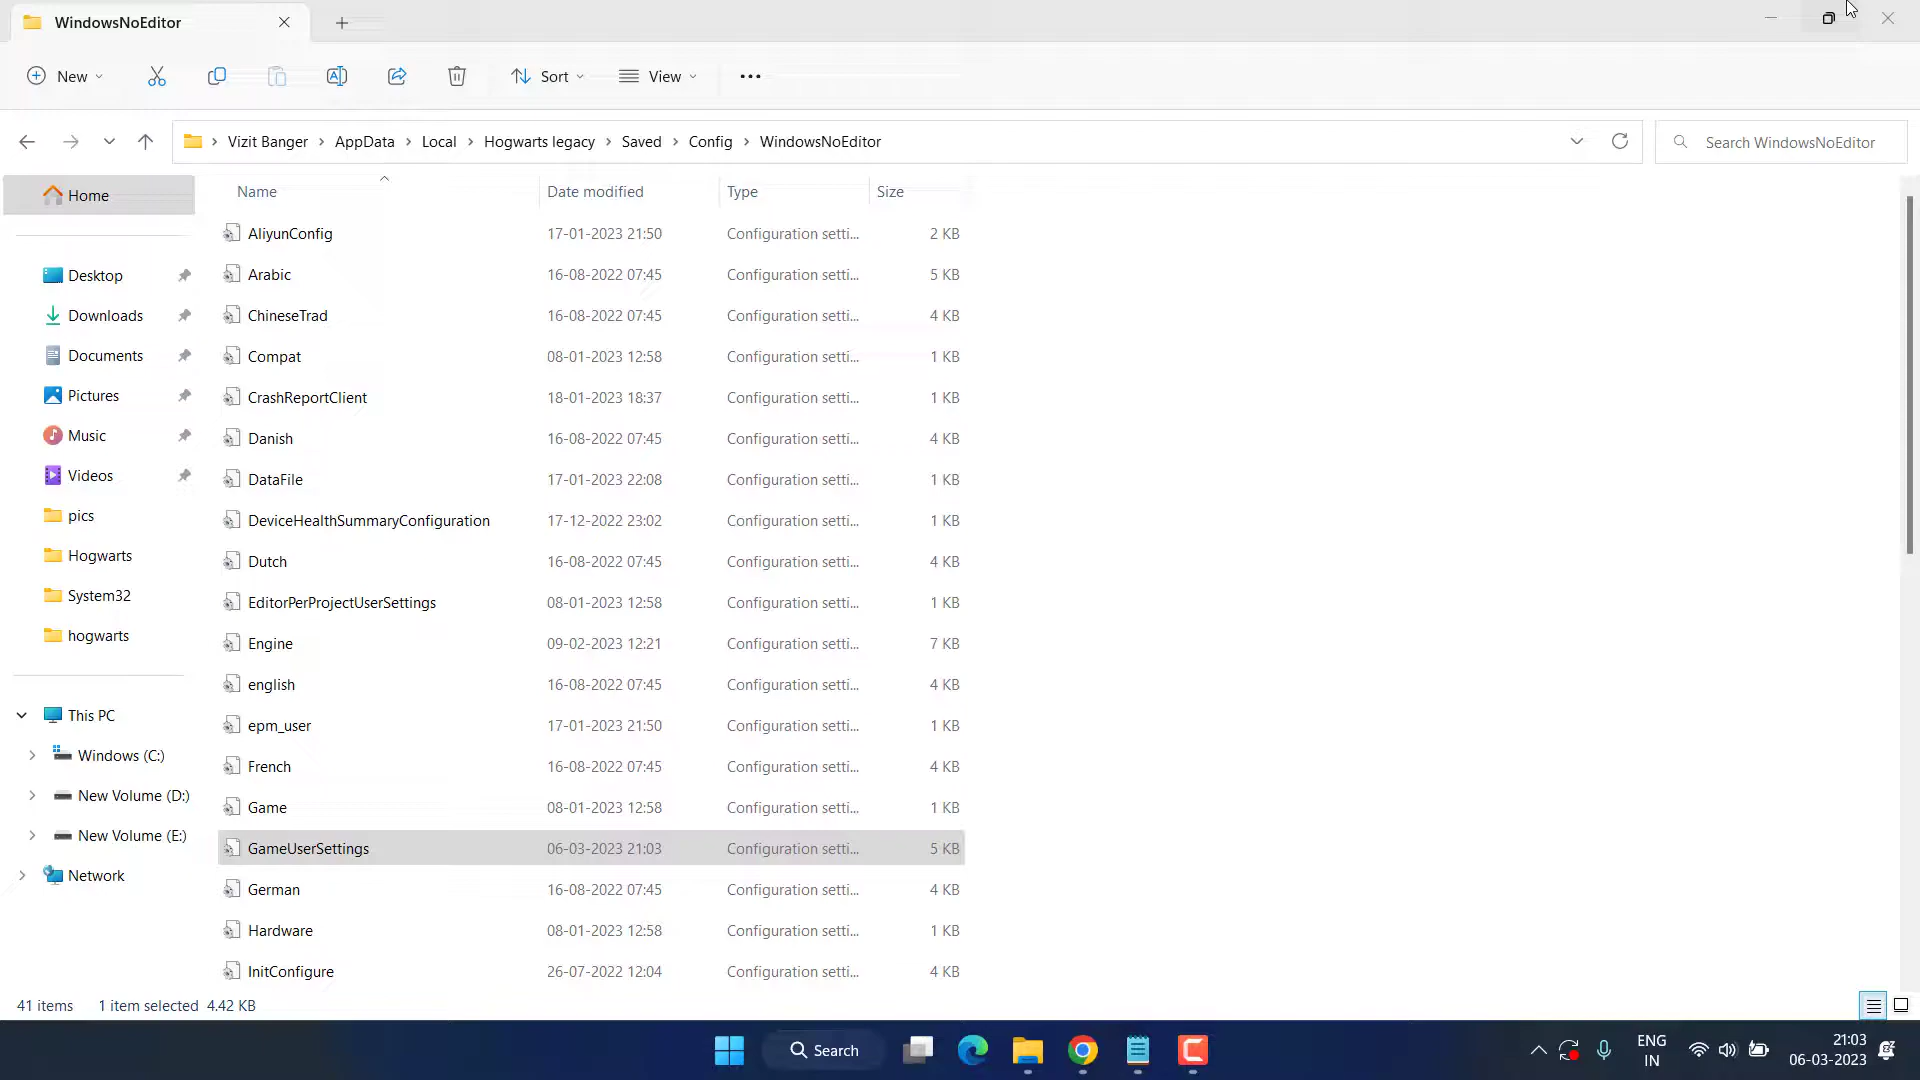 WindowsNoEditor
New
Sort
View
Vizit Banger
AppData
Local
Hogwarts legacy
Saved
Config
WindowsNoEditor
Search WindowsNoEditor
Home
Desktop
Downloads
Documents
Pictures
Music
Videos
pics
Hogwarts
System32
hogwarts
This PC
Windows (C:)
New Volume (D:)
New Volume (E:)
Network
Name Date modified Type Size
AliyunConfig 17-01-2023 21:50 Configuration setti... 2 KB
Arabic 16-08-2022 07:45 Configuration setti... 5 KB
ChineseTrad 16-08-2022 07:45 Configuration setti... 4 KB
Compat 08-01-2023 12:58 Configuration setti... 1 KB
CrashReportClient 18-01-2023 18:37 Configuration setti... 1 KB
Danish 16-08-2022 07:45 Configuration setti... 4 KB
DataFile 17-01-2023 22:08 Configuration setti... 1 KB
DeviceHealthSummaryConfiguration 17-12-2022 23:02 Configuration setti... 1 KB
Dutch 16-08-2022 07:45 Configuration setti... 4 KB
EditorPerProjectUserSettings 08-01-2023 12:58 Configuration setti... 1 KB
Engine 09-02-2023 12:21 Configuration setti... 7 KB
english 16-08-2022 07:45 Configuration setti... 4 KB
epm_user 17-01-2023 21:50 Configuration setti... 1 KB
French 16-08-2022 07:45 Configuration setti... 4 KB
Game 08-01-2023 12:58 Configuration setti... 1 KB
GameUserSettings 06-03-2023 21:03 Configuration setti... 5 KB
German 16-08-2022 07:45 Configuration setti... 4 KB
Hardware 08-01-2023 12:58 Configuration setti... 1 KB
InitConfigure 26-07-2022 12:04 Configuration setti... 4 KB
41 items 1 item selected 4.42 KB
Search
ENG
IN
21:03
06-03-2023